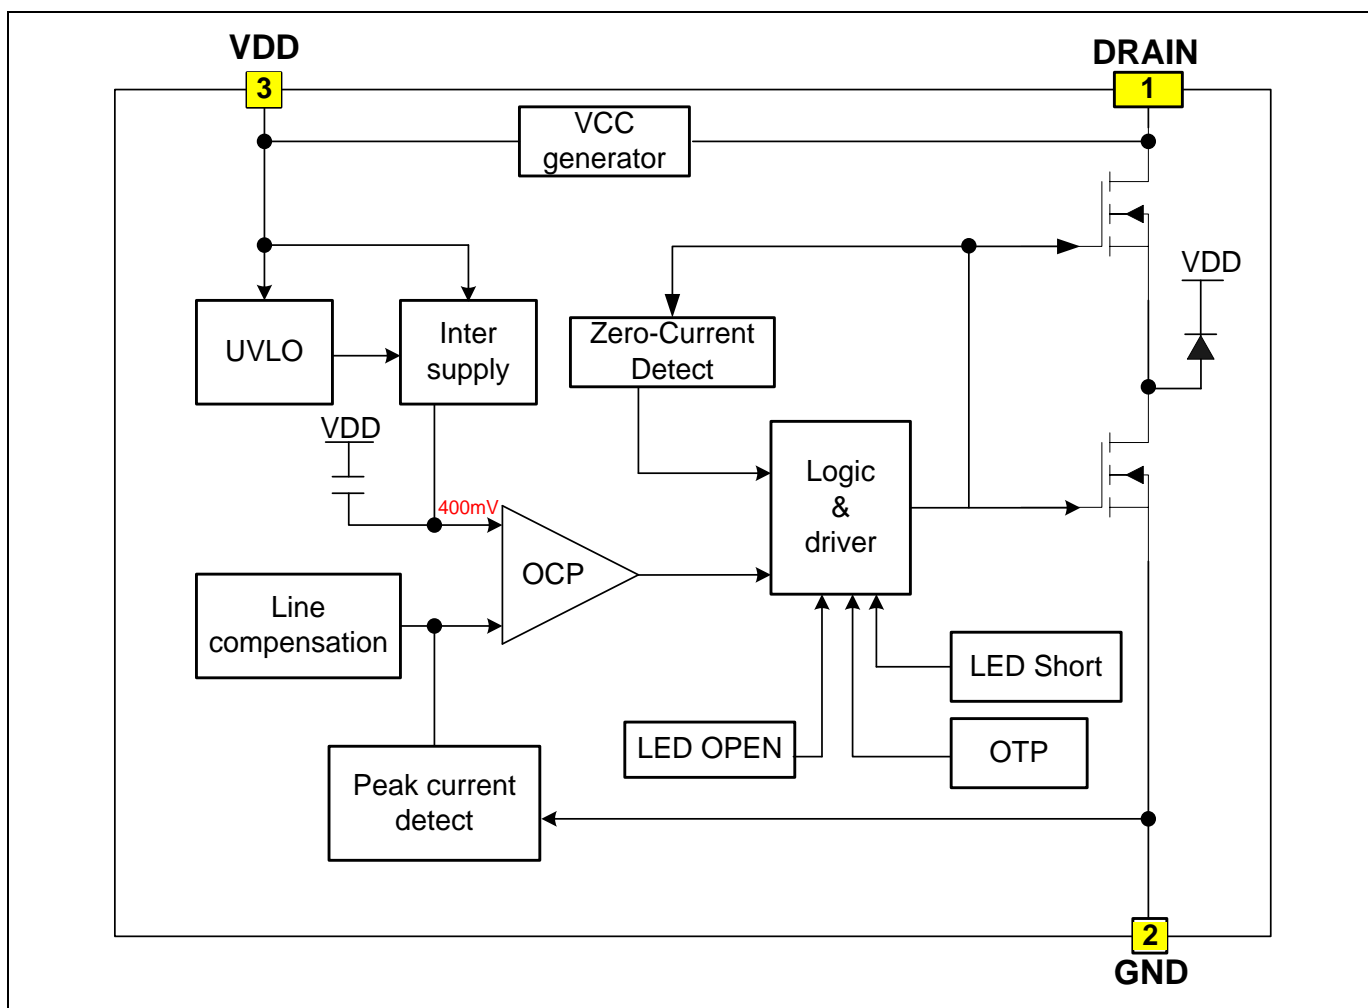 VDD
DRAIN
3
1
VCC
generator
VDD
UVLO
Inter
supply
Zero-Current
Detect
VDD
400mV
Logic
&
driver
OCP
Line
compensation
LED Short
LED OPEN
OTP
Peak current
detect
2
GND